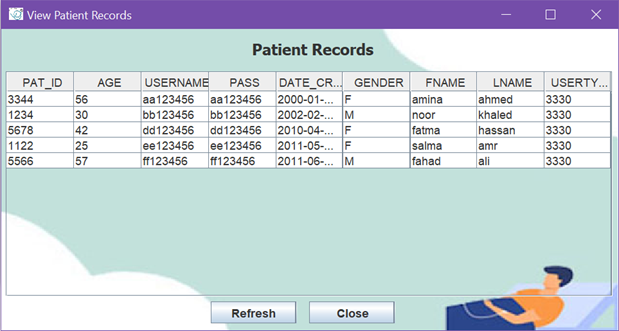 View Patient Records
Patient Records
PAT_ID AGE USERNAME PASS DATE_CR... GENDER FNAME LNAME USERTY...
3344 56 aa123456 aa123456 2000-01-... F amina ahmed 3330
1234 30 bb123456 bb123456 2002-02-... M noor khaled 3330
5678 42 dd123456 dd123456 2010-04-... F fatma hassan 3330
1122 25 ee123456 ee123456 2011-05-... F salma amr 3330
5566 57 ff123456 ff123456 2011-06-... M fahad ali 3330
Refresh Close